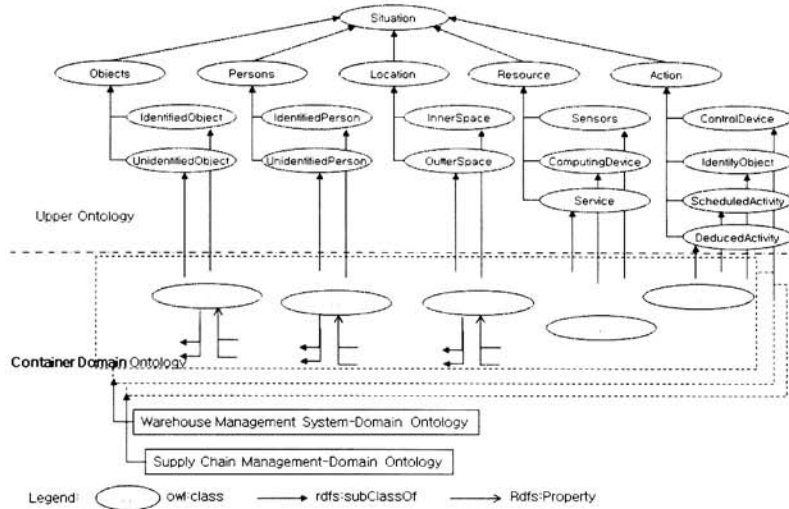 Situation
Objects Persons Location Resource Action
IdentifiedObject IdentifiedPerson InnerSpace Sensors ControlDevice
UnidentifiedObject UnidentifiedPerson OutterSpace ComputingDevice IdentifyObject
Service ScheduledActivity
Upper Ontology
DeducedActivity
Container Domain Ontology
Warehouse Management System-Domain Ontology
Supply Chain Management-Domain Ontology
Legend: owl:class rdfs:subClassOf Rdfs:Property